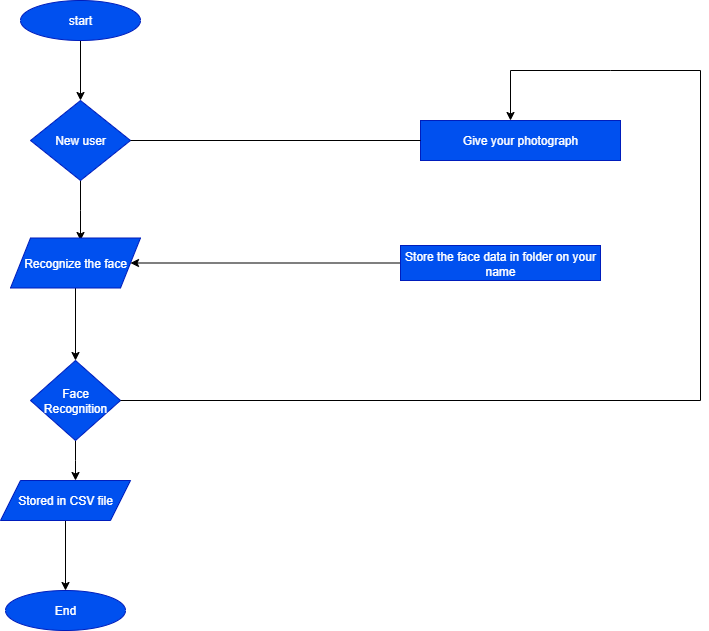 start
New user
Give your photograph
Recognize the face
Store the face data in folder on your
name
Face
Recognition
Stored in CSV file
End